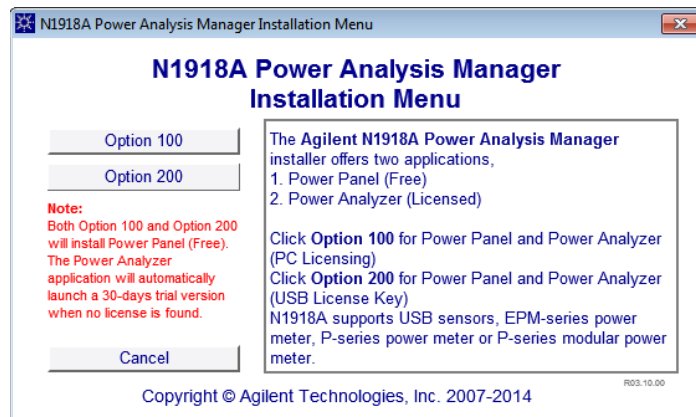 N1918A Power Analysis Manager Installation Menu
N1918A Power Analysis Manager
Installation Menu
Option 100
Option 200
Note:
Both Option 100 and Option 200
will install Power Panel (Free).
The Power Analyzer
application will automatically
launch a 30-days trial version
when no license is found.
Cancel
The Agilent N1918A Power Analysis Manager
installer offers two applications,
1. Power Panel (Free)
2. Power Analyzer (Licensed)
Click Option 100 for Power Panel and Power Analyzer
(PC Licensing)
Click Option 200 for Power Panel and Power Analyzer
(USB License Key)
N1918A supports USB sensors, EPM-series power
meter, P-series power meter or P-series modular power
meter.
R03.10.00
Copyright © Agilent Technologies, Inc. 2007-2014